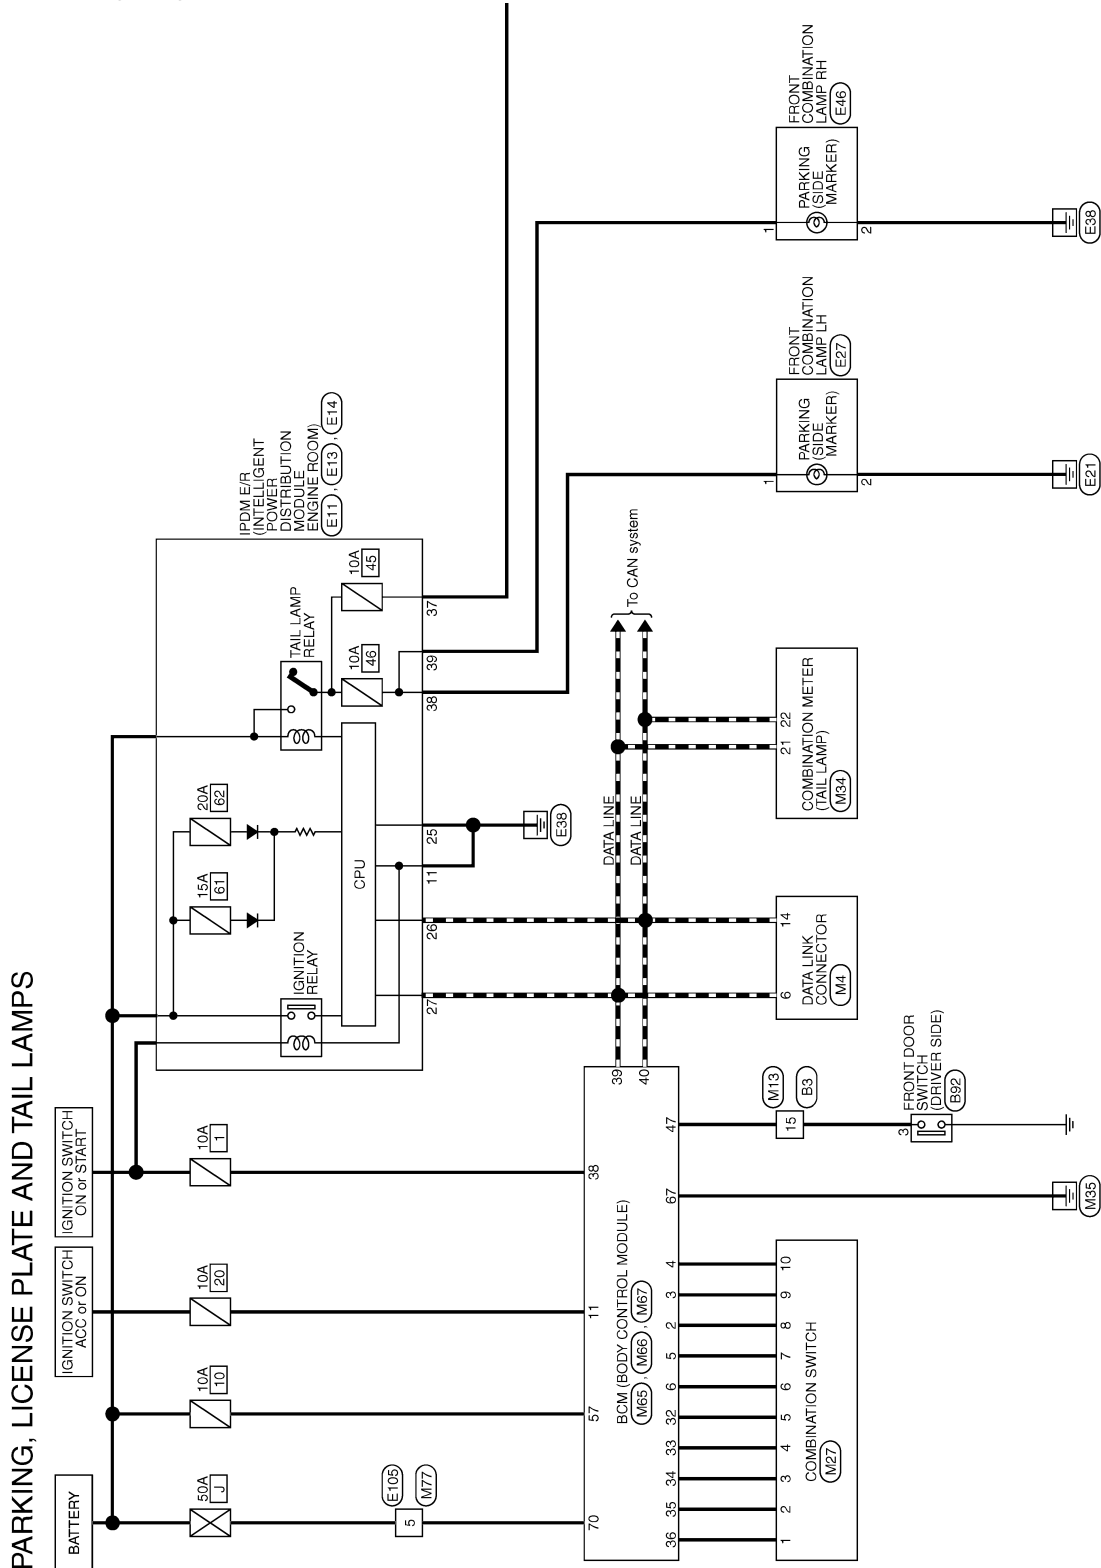 PARKING, LICENSE PLATE AND TAIL LAMPS
BATTERY
IGNITION SWITCH
ACC or ON
IGNITION SWITCH
ON or START
50A
J
10A
10
10A
20
10A
1
15A
61
20A
62
IGNITION
RELAY
TAIL LAMP
RELAY
10A
46
10A
45
CPU
IPDM E/R
(INTELLIGENT
POWER
DISTRIBUTION
MODULE
ENGINE ROOM)
E11 , E13 , E14
27
26
11
25
38
39
37
E38
5
E105
M77
70
57
11
38
BCM (BODY CONTROL MODULE)
M65 , M66 , M67
39
40
DATA LINE
DATA LINE
To CAN system
36
35
34
33
32
6
5
2
3
4
67
47
1
2
3
4
5
6
7
8
9
10
COMBINATION SWITCH
M27
M35
15
M13
B3
3
FRONT DOOR
SWITCH
(DRIVER SIDE)
B92
6
14
DATA LINK
CONNECTOR
M4
21
22
COMBINATION METER
(TAIL LAMP)
M34
1
PARKING
(SIDE
MARKER)
2
FRONT
COMBINATION
LAMP LH
E27
E21
1
PARKING
(SIDE
MARKER)
2
FRONT
COMBINATION
LAMP RH
E46
E38